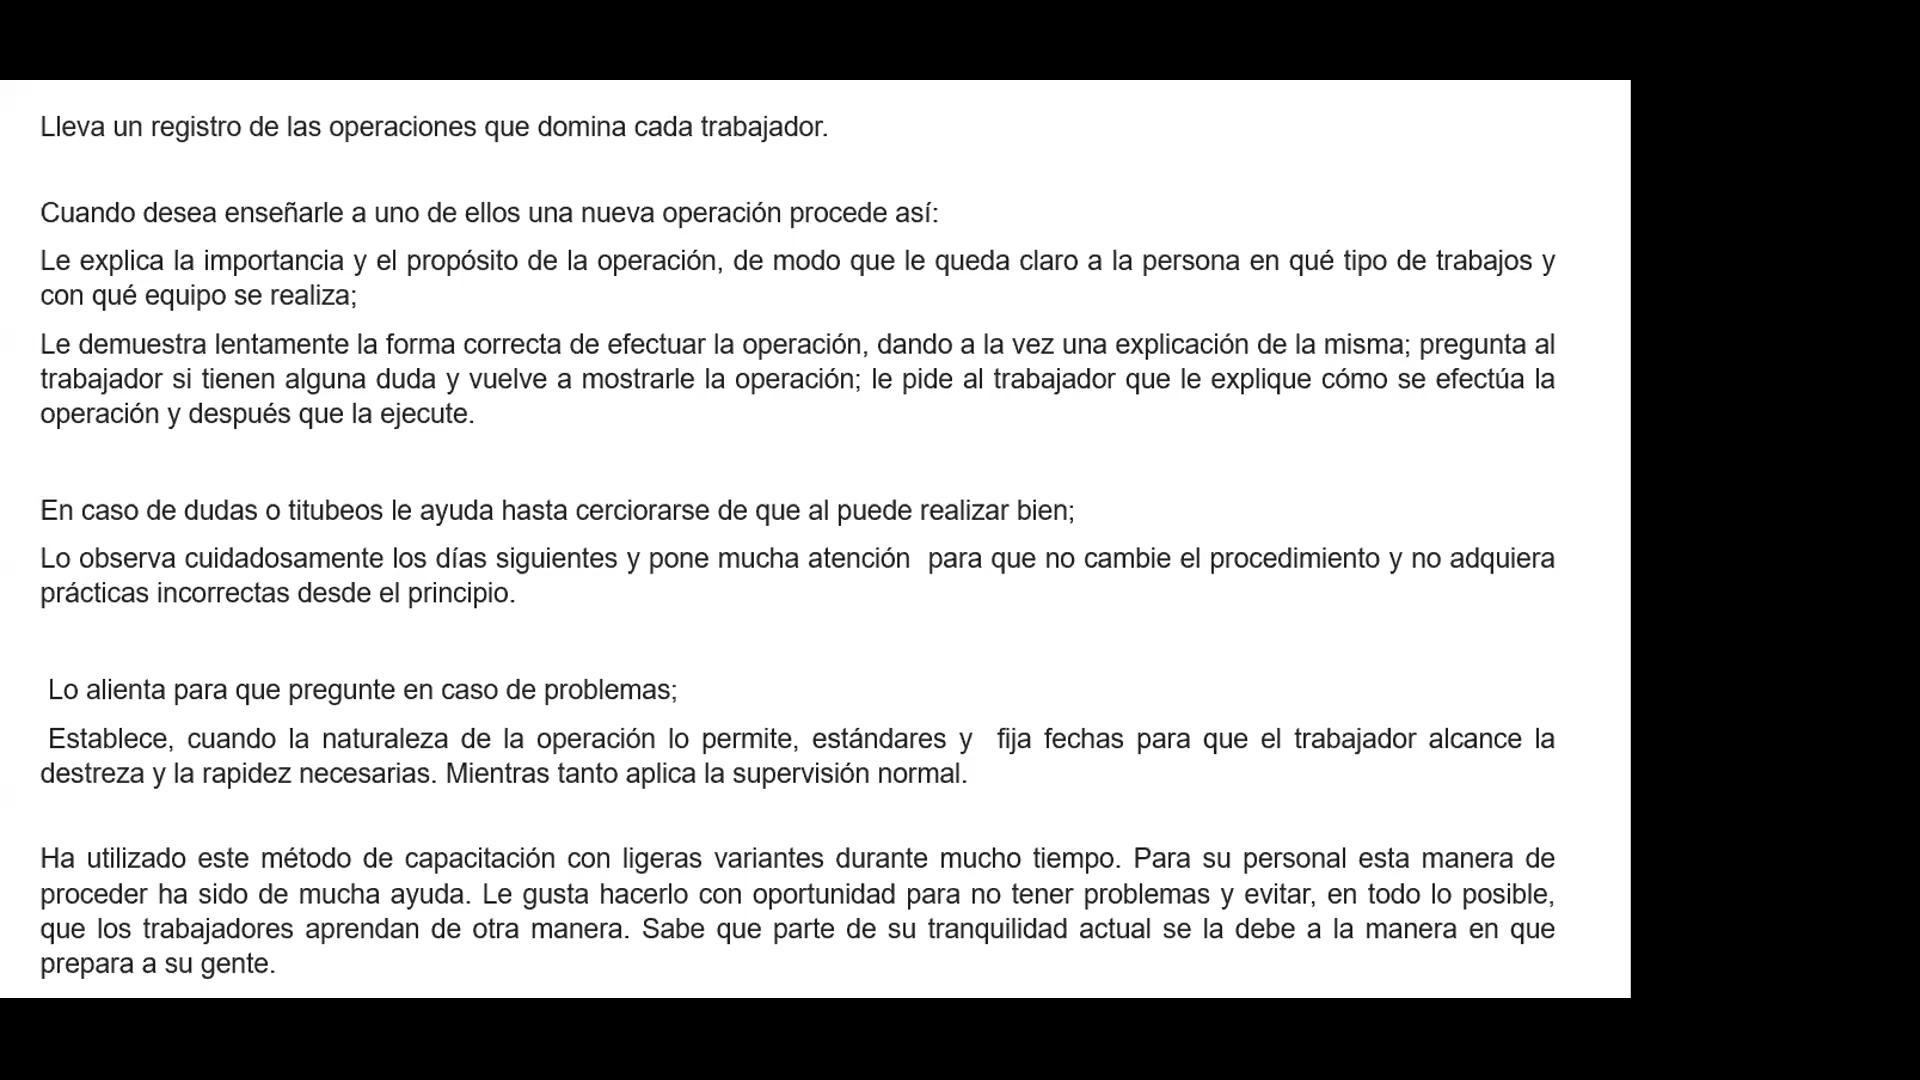 Lleva un registro de las operaciones que domina cada trabajador.
Cuando desea enseñarle a uno de ellos una nueva operación procede así:
Le explica la importancia y el propósito de la operación, de modo que le queda claro a la persona en qué tipo de trabajos y
con qué equipo se realiza;
Le demuestra lentamente la forma correcta de efectuar la operación, dando a la vez una explicación de la misma; pregunta al
trabajador si tienen alguna duda y vuelve a mostrarle la operación; le pide al trabajador que le explique cómo se efectúa la
operación y después que la ejecute.
En caso de dudas o titubeos le ayuda hasta cerciorarse de que al puede realizar bien;
Lo observa cuidadosamente los días siguientes y pone mucha atención  para que no cambie el procedimiento y no adquiera
prácticas incorrectas desde el principio.
Lo alienta para que pregunte en caso de problemas;
Establece, cuando la naturaleza de la operación lo permite, estándares y  fija fechas para que el trabajador alcance la
destreza y la rapidez necesarias. Mientras tanto aplica la supervisión normal.
Ha utilizado este método de capacitación con ligeras variantes durante mucho tiempo. Para su personal esta manera de
proceder ha sido de mucha ayuda. Le gusta hacerlo con oportunidad para no tener problemas y evitar, en todo lo posible,
que los trabajadores aprendan de otra manera. Sabe que parte de su tranquilidad actual se la debe a la manera en que
prepara a su gente.